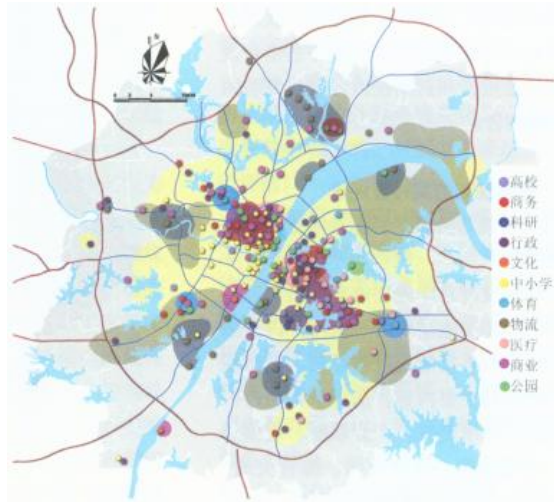 高校
商务
科研
行政
文化
中小学
体育
物流
医疗
商业
公园